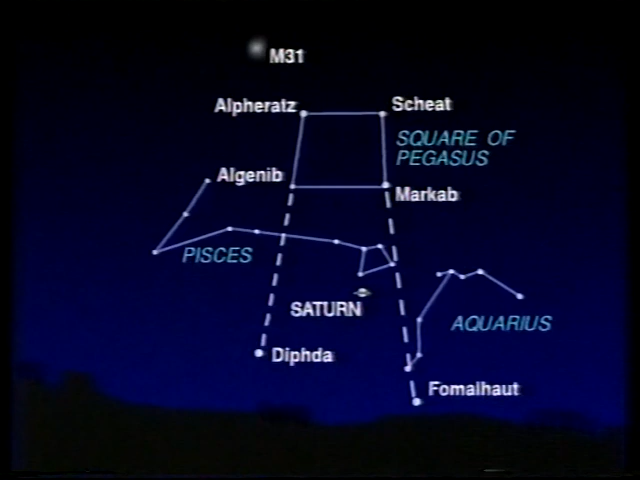 M31
Alpheratz
Scheat
SQUARE OF
PEGASUS
Algenib
Markab
PISCES
SATURN
AQUARIUS
Diphda
Fomalhaut